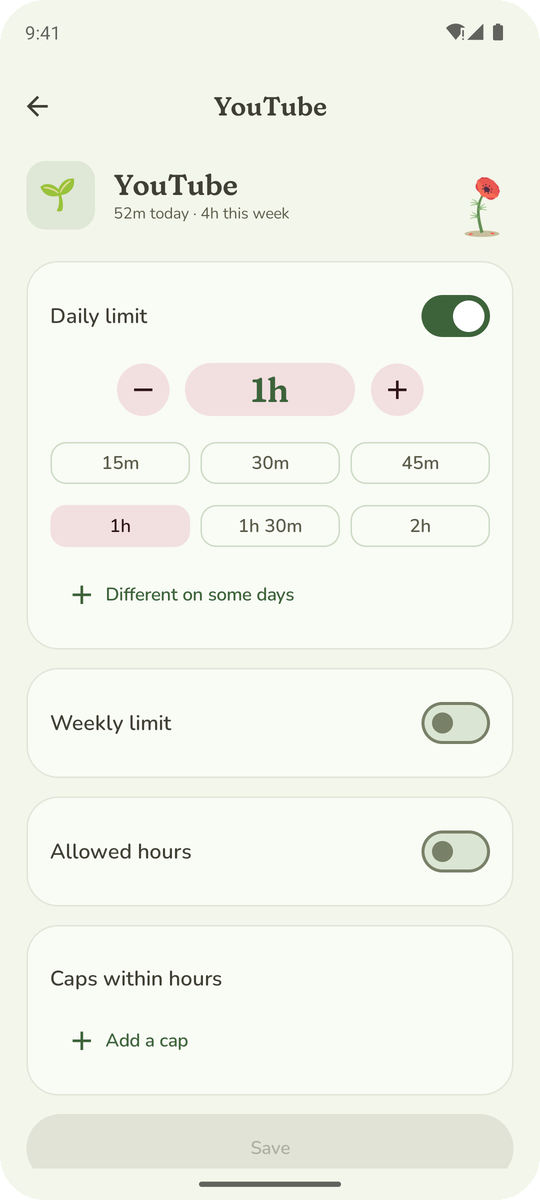 9:41
YouTube
YouTube
52m today · 4h this week
Daily limit
1h
15m
30m
45m
1h
1h 30m
2h
Different on some days
Weekly limit
Allowed hours
Caps within hours
Add a cap
Save